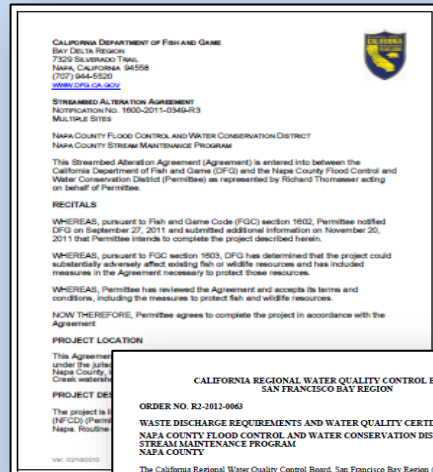 CALIFORNIA DEPARTMENT OF FISH AND GAME
BAY DELTA REGION
7329 SILVERADO TRAIL
NAPA, CALIFORNIA 94558
(707) 944-5520
WWW.DFG.CA.GOV
CALIFORNIA
STREAMBED ALTERATION AGREEMENT
NOTIFICATION NO. 1600-2011-0349-R3
MULTIPLE SITES
NAPA COUNTY FLOOD CONTROL AND WATER CONSERVATION DISTRICT
NAPA COUNTY STREAM MAINTENANCE PROGRAM
This Streambed Alteration Agreement (Agreement) is entered into between the
California Department of Fish and Game (DFG) and the Napa County Flood Control and
Water Conservation District (Permittee) as represented by Richard Thomasser acting
on behalf of Permittee.
RECITALS
WHEREAS, pursuant to Fish and Game Code (FGC) section 1602, Permittee notified
DFG on September 27, 2011 and submitted additional information on November 20,
2011 that Permittee intends to complete the project described herein.
WHEREAS, pursuant to FGC section 1603, DFG has determined that the project could
substantially adversely affect existing fish or wildlife resources and has included
measures in the Agreement necessary to protect those resources.
WHEREAS, Permittee has reviewed the Agreement and accepts its terms and
conditions, including the measures to protect fish and wildlife resources.
NOW THEREFORE, Permittee agrees to complete the project in accordance with the
Agreement
PROJECT LOCATION
This Agreemen
under the jurisd
Napa County, i
Creek watershe
PROJECT DE
The project is li
(NFCD) (Permi
Napa. Routine
Ver. 02/16/2010
CALIFORNIA REGIONAL WATER QUALITY CONTROL B
SAN FRANCISCO BAY REGION
ORDER NO. R2-2012-0063
WASTE DISCHARGE REQUIREMENTS AND WATER QUALITY CERTI
NAPA COUNTY FLOOD CONTROL AND WATER CONSERVATION DIS
STREAM MAINTENANCE PROGRAM
NAPA COUNTY
The California Regional Water Quality Control Board, San Francisco Bay Region (